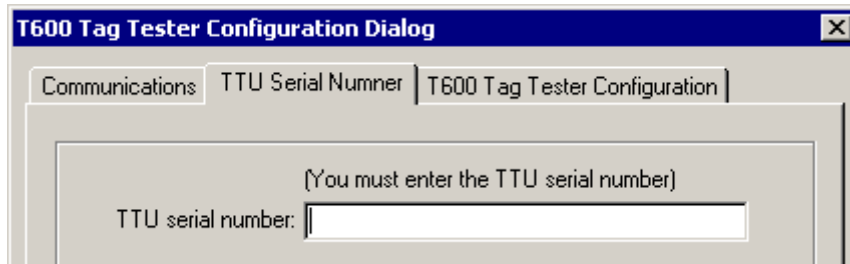 T600 Tag Tester Configuration Dialog
Communications TTU Serial Numner T600 Tag Tester Configuration
(You must enter the TTU serial number)
TTU serial number: